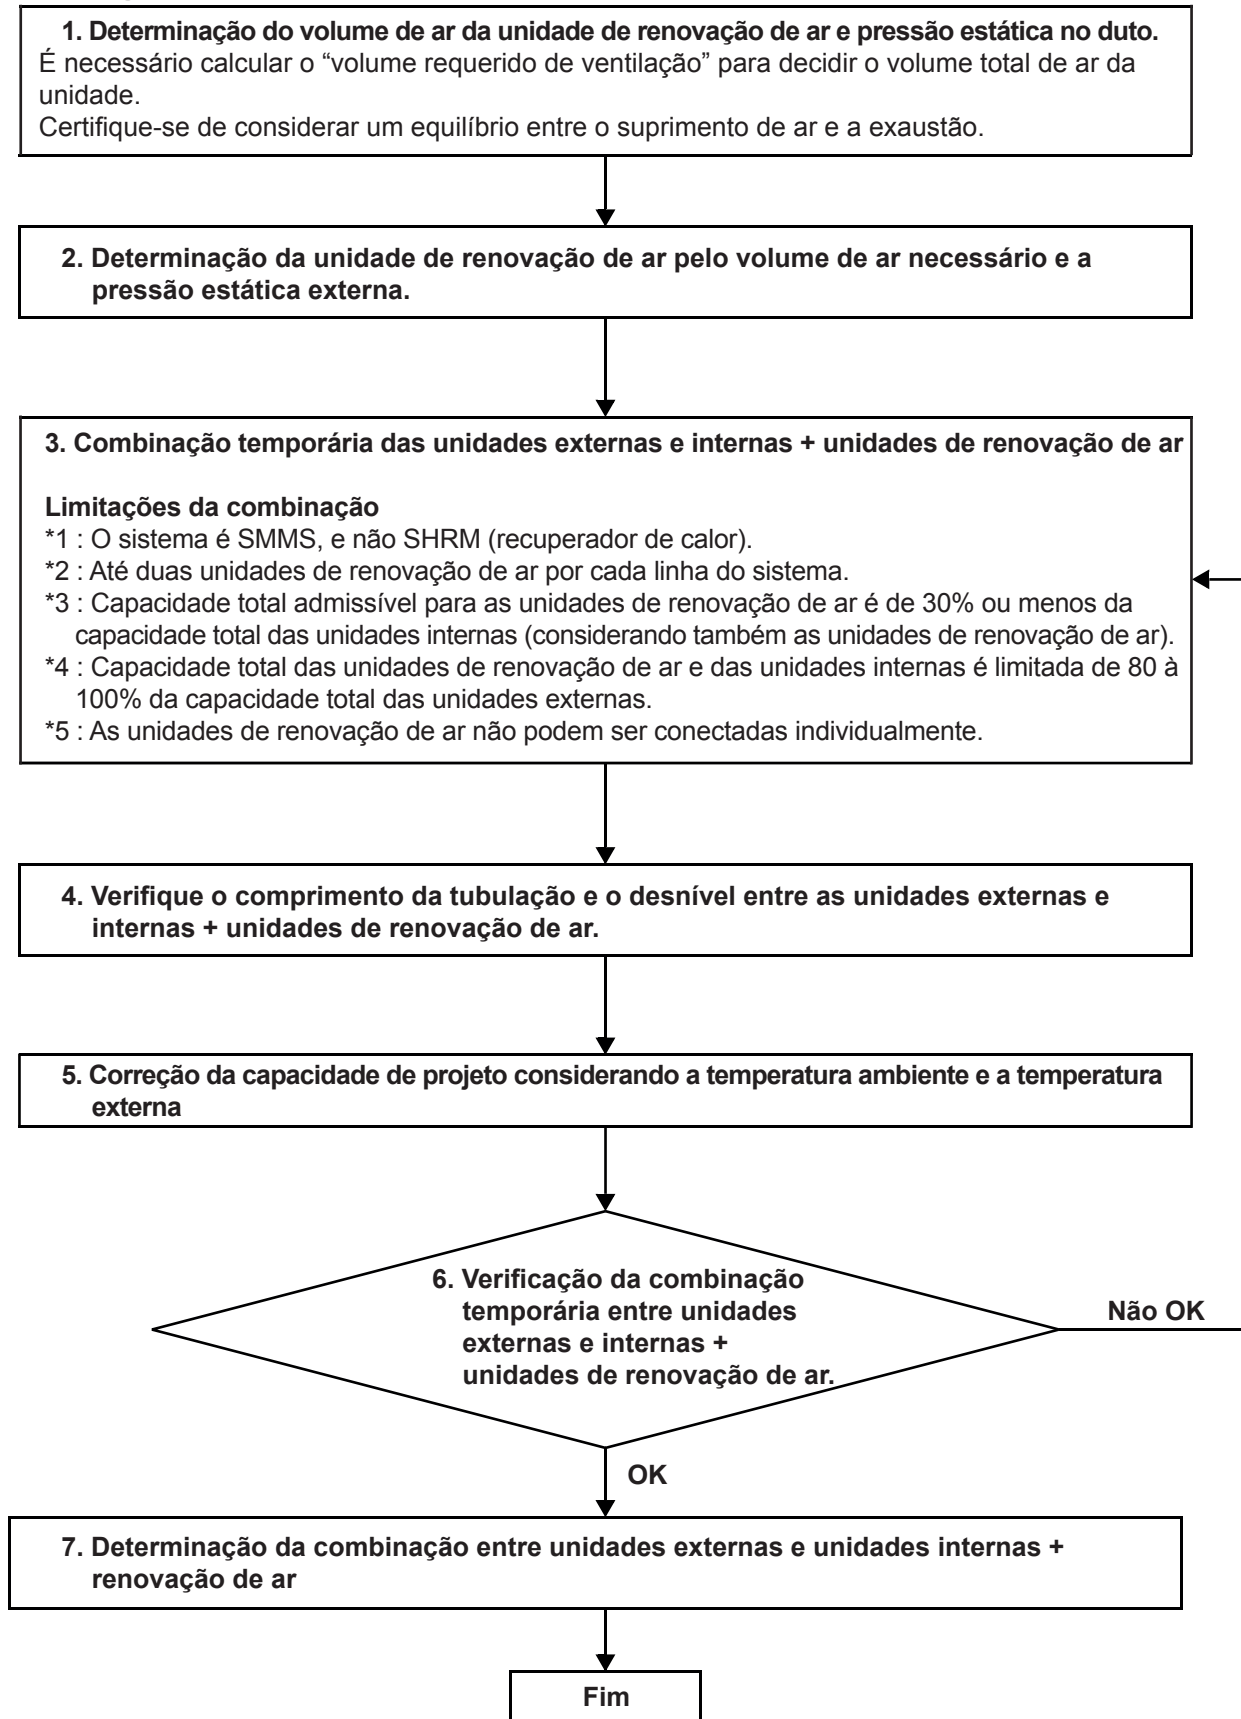 1. Determinação do volume de ar da unidade de renovação de ar e pressão estática no duto.
É necessário calcular o “volume requerido de ventilação” para decidir o volume total de ar da
unidade.
Certifique-se de considerar um equilíbrio entre o suprimento de ar e a exaustão.
2. Determinação da unidade de renovação de ar pelo volume de ar necessário e a
pressão estática externa.
3. Combinação temporária das unidades externas e internas + unidades de renovação de ar
Limitações da combinação
*1 : O sistema é SMMS, e não SHRM (recuperador de calor).
*2 : Até duas unidades de renovação de ar por cada linha do sistema.
*3 : Capacidade total admissível para as unidades de renovação de ar é de 30% ou menos da
capacidade total das unidades internas (considerando também as unidades de renovação de ar).
*4 : Capacidade total das unidades de renovação de ar e das unidades internas é limitada de 80 à
100% da capacidade total das unidades externas.
*5 : As unidades de renovação de ar não podem ser conectadas individualmente.
4. Verifique o comprimento da tubulação e o desnível entre as unidades externas e
internas + unidades de renovação de ar.
5. Correção da capacidade de projeto considerando a temperatura ambiente e a temperatura
externa
6. Verificação da combinação
temporária entre unidades
externas e internas +
unidades de renovação de ar.
Não OK
OK
7. Determinação da combinação entre unidades externas e unidades internas +
renovação de ar
Fim